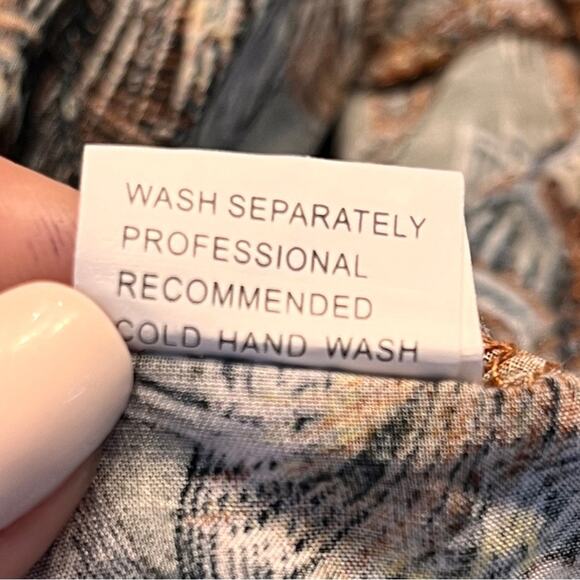 WASH SEPARATELY
PROFESSIONAL
RECOMMENDED
COLD HAND WASH